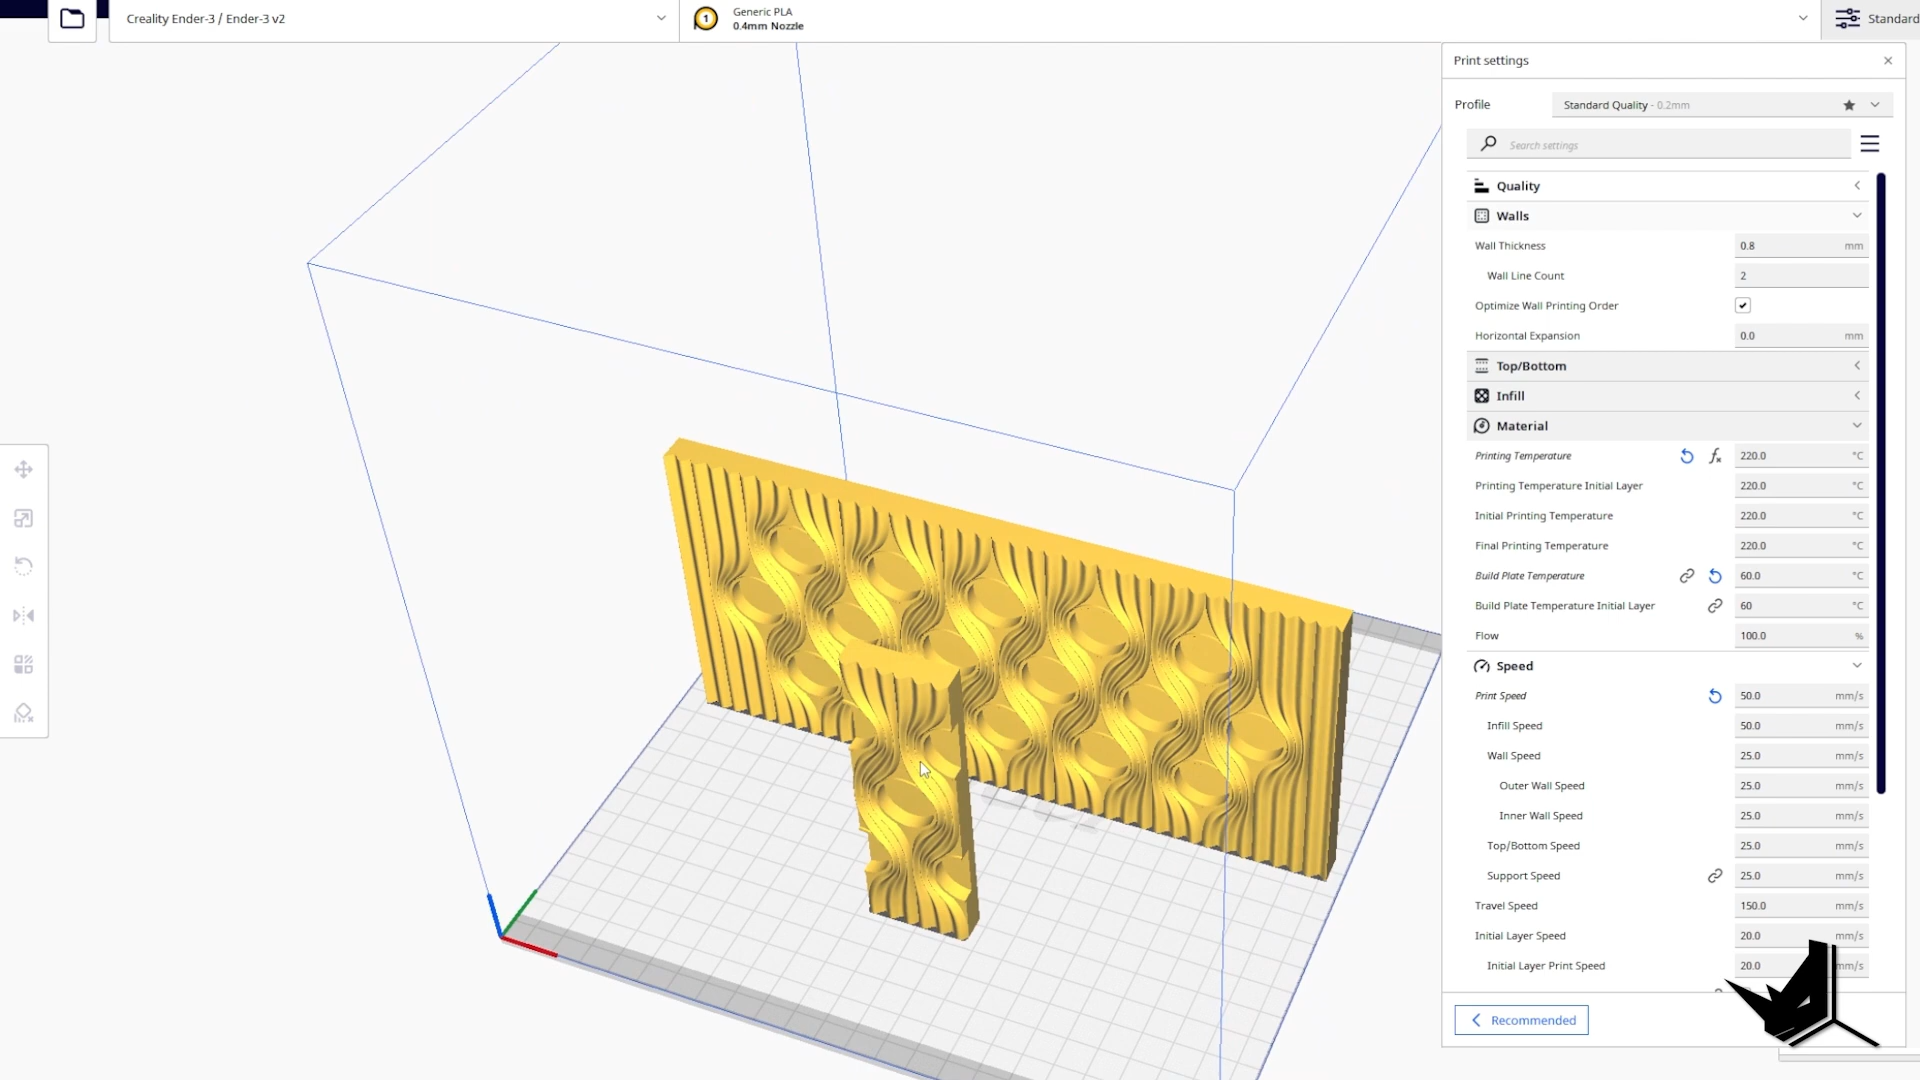 Creality Ender-3 / Ender-3 v2
1
Generic PLA
0.4mm Nozzle
Standard
Print settings
Profile
Standard Quality - 0.2mm
Search settings
Quality
Walls
Wall Thickness 0.8 mm
Wall Line Count 2
Optimize Wall Printing Order
Horizontal Expansion 0.0 mm
Top/Bottom
Infill
Material
Printing Temperature 220.0 °C
Printing Temperature Initial Layer 220.0 °C
Initial Printing Temperature 220.0 °C
Final Printing Temperature 220.0 °C
Build Plate Temperature 60.0 °C
Build Plate Temperature Initial Layer 60 °C
Flow 100.0 %
Speed
Print Speed 50.0 mm/s
Infill Speed 50.0 mm/s
Wall Speed 25.0 mm/s
Outer Wall Speed 25.0 mm/s
Inner Wall Speed 25.0 mm/s
Top/Bottom Speed 25.0 mm/s
Support Speed 25.0 mm/s
Travel Speed 150.0 mm/s
Initial Layer Speed 20.0 mm/s
Initial Layer Print Speed 20.0 mm/s
Recommended